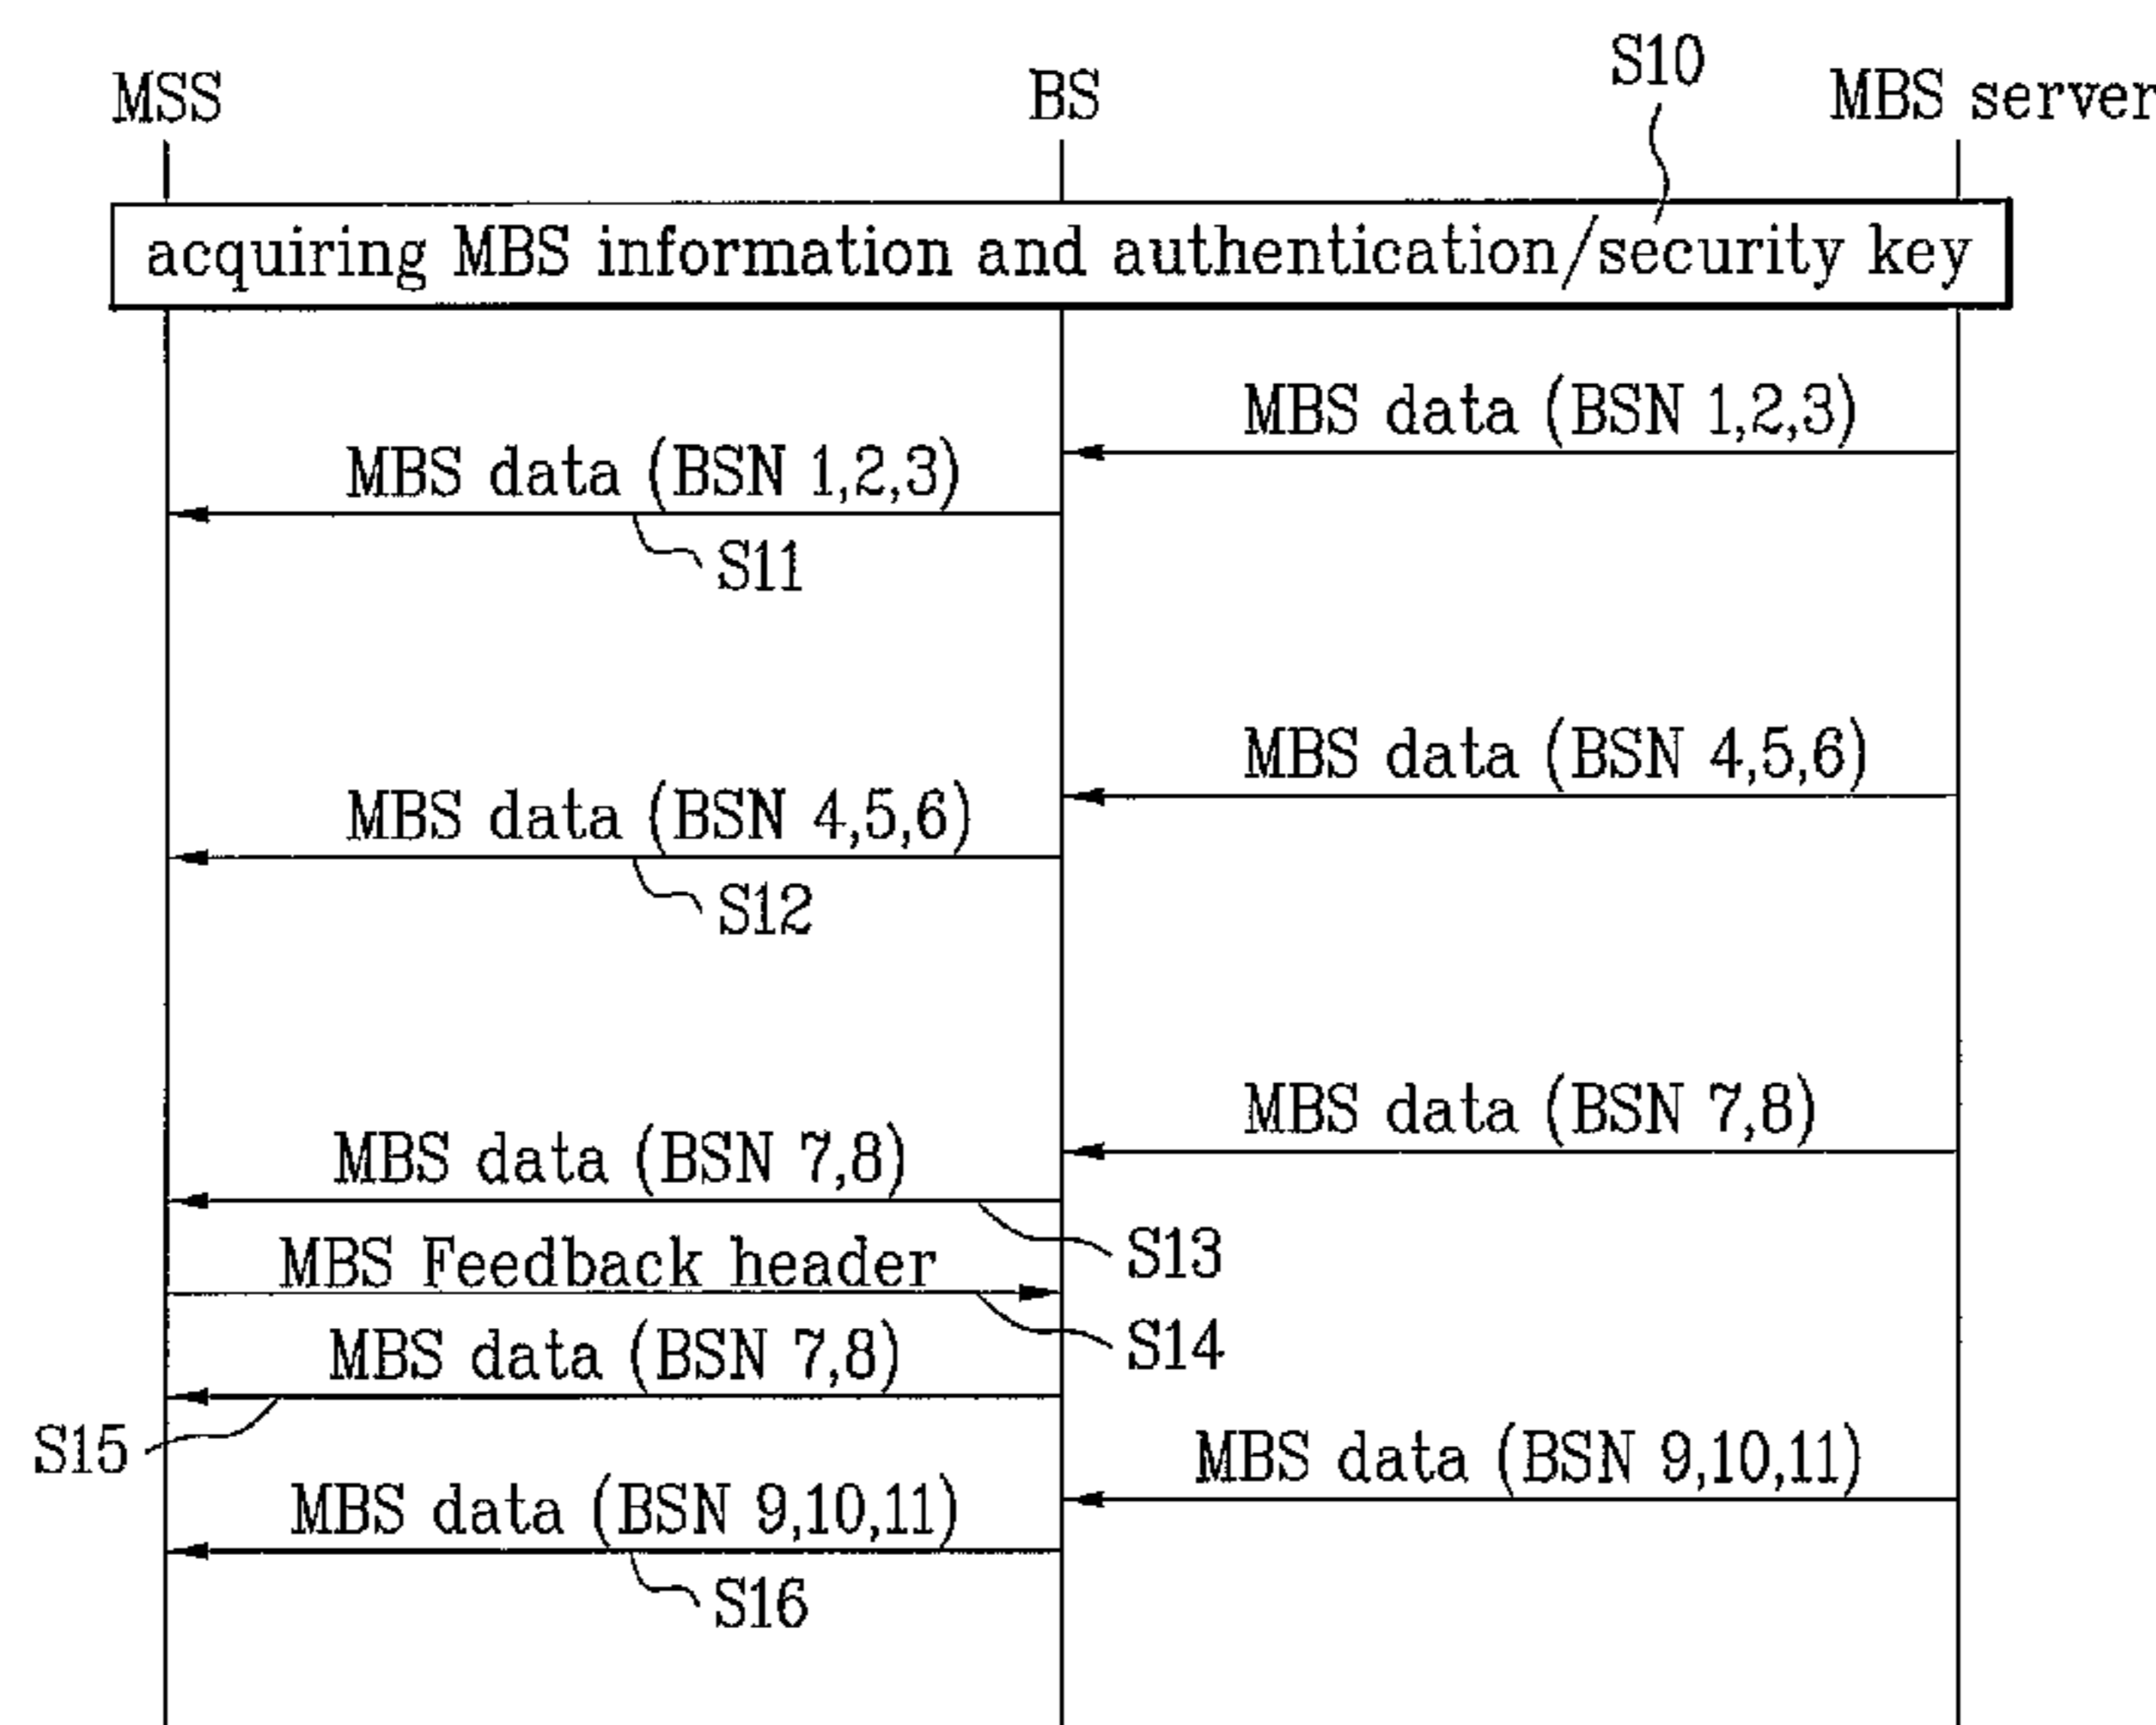 S10
MSS BS MBS server
acquiring MBS information and authentication/security key
MBS data (BSN 1,2,3)
MBS data (BSN 1,2,3)
S11
MBS data (BSN 4,5,6)
MBS data (BSN 4,5,6)
S12
MBS data (BSN 7,8)
MBS data (BSN 7,8)
S13
MBS Feedback header
S14
MBS data (BSN 7,8)
S15
MBS data (BSN 9,10,11)
MBS data (BSN 9,10,11)
S16